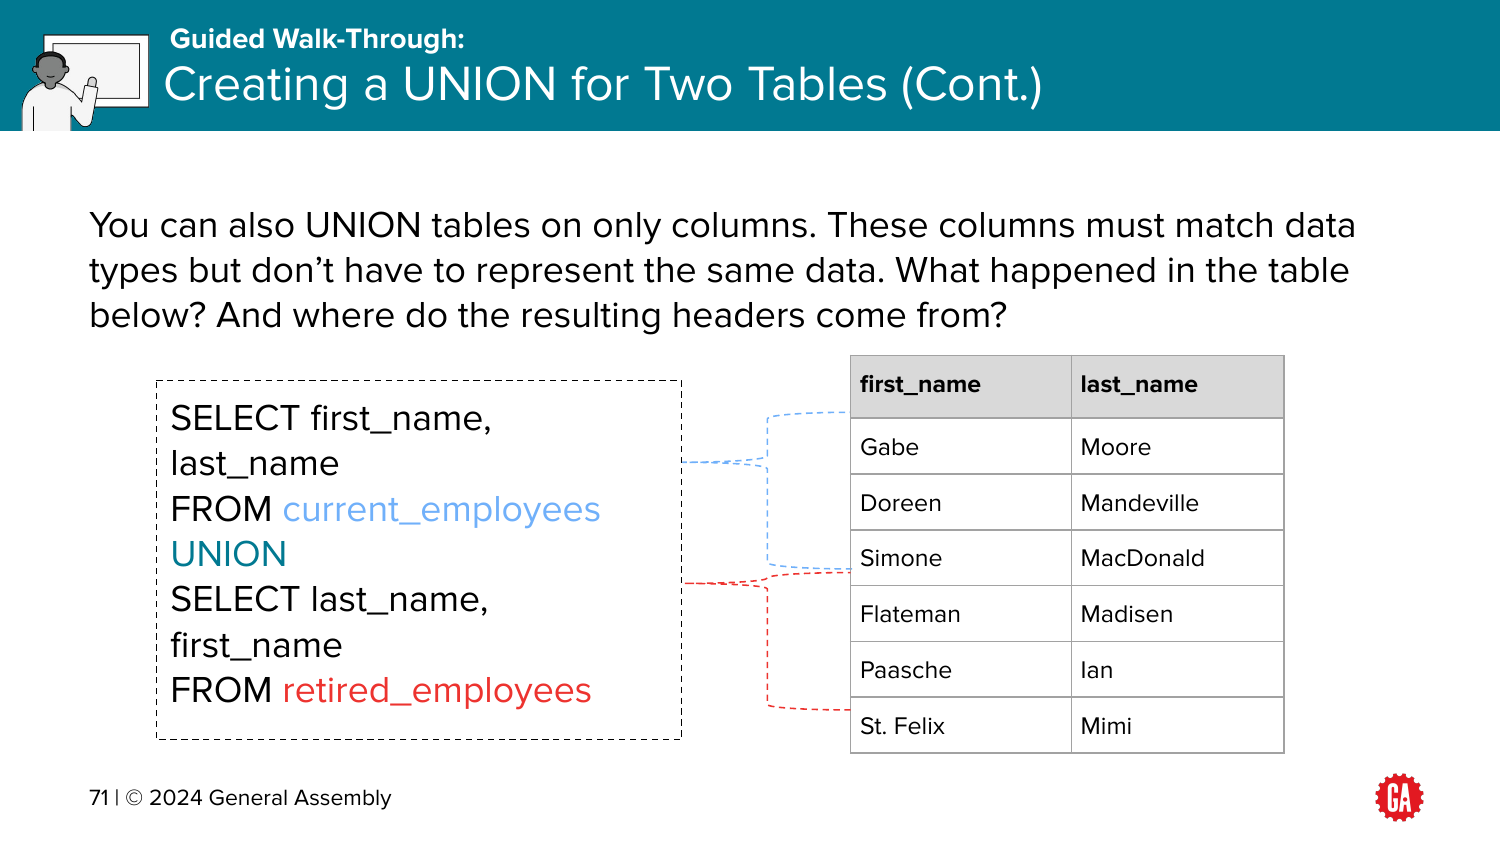 Guided Walk-Through:
Creating a UNION for Two Tables (Cont.)
You can also UNION tables on only columns. These columns must match data
types but don’t have to represent the same data. What happened in the table
below? And where do the resulting headers come from?
SELECT first_name,
last_name
FROM current_employees
UNION
SELECT last_name,
first_name
FROM retired_employees
first_name last_name
Gabe Moore
Doreen Mandeville
Simone MacDonald
Flateman Madisen
Paasche Ian
St. Felix Mimi
71 | © 2024 General Assembly
GA